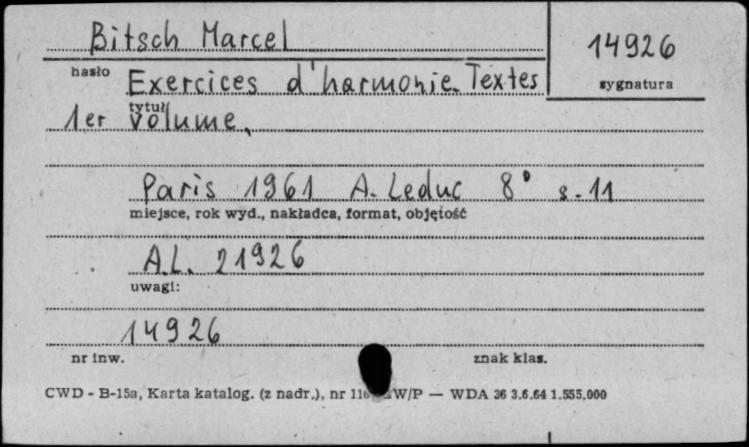 Bitsch Marcel
14926
hasło
sygnatura
Exercices d'harmonie. Textes
tytuł
1er volume,
Paris 1961 A. Leduc 8° s. 11
miejsce, rok wyd., nakładca, format, objętość
A.L. 21926
uwagi:
14926
nr inw.
znak klas.
CWD - B-15a, Karta katalog. (z nadr.), nr W/P — WDA 36 3.6.64 1.555.000